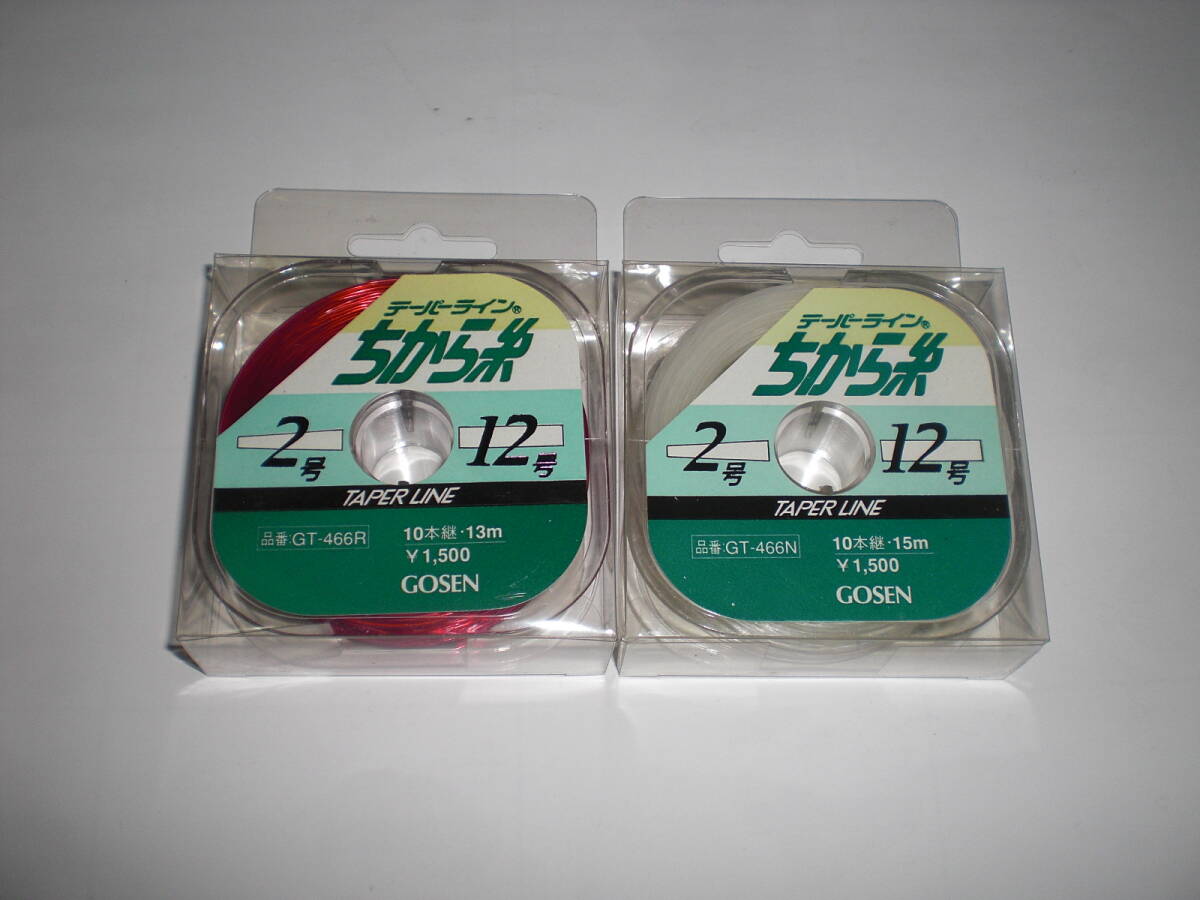 テーパーライン®
ちから糸
2号 12号
TAPER LINE
品番:GT-466R
10本継・13m
¥1,500
GOSEN
テーパーライン®
ちから糸
2号 12号
TAPER LINE
品番:GT-466N
10本継・15m
¥1,500
GOSEN